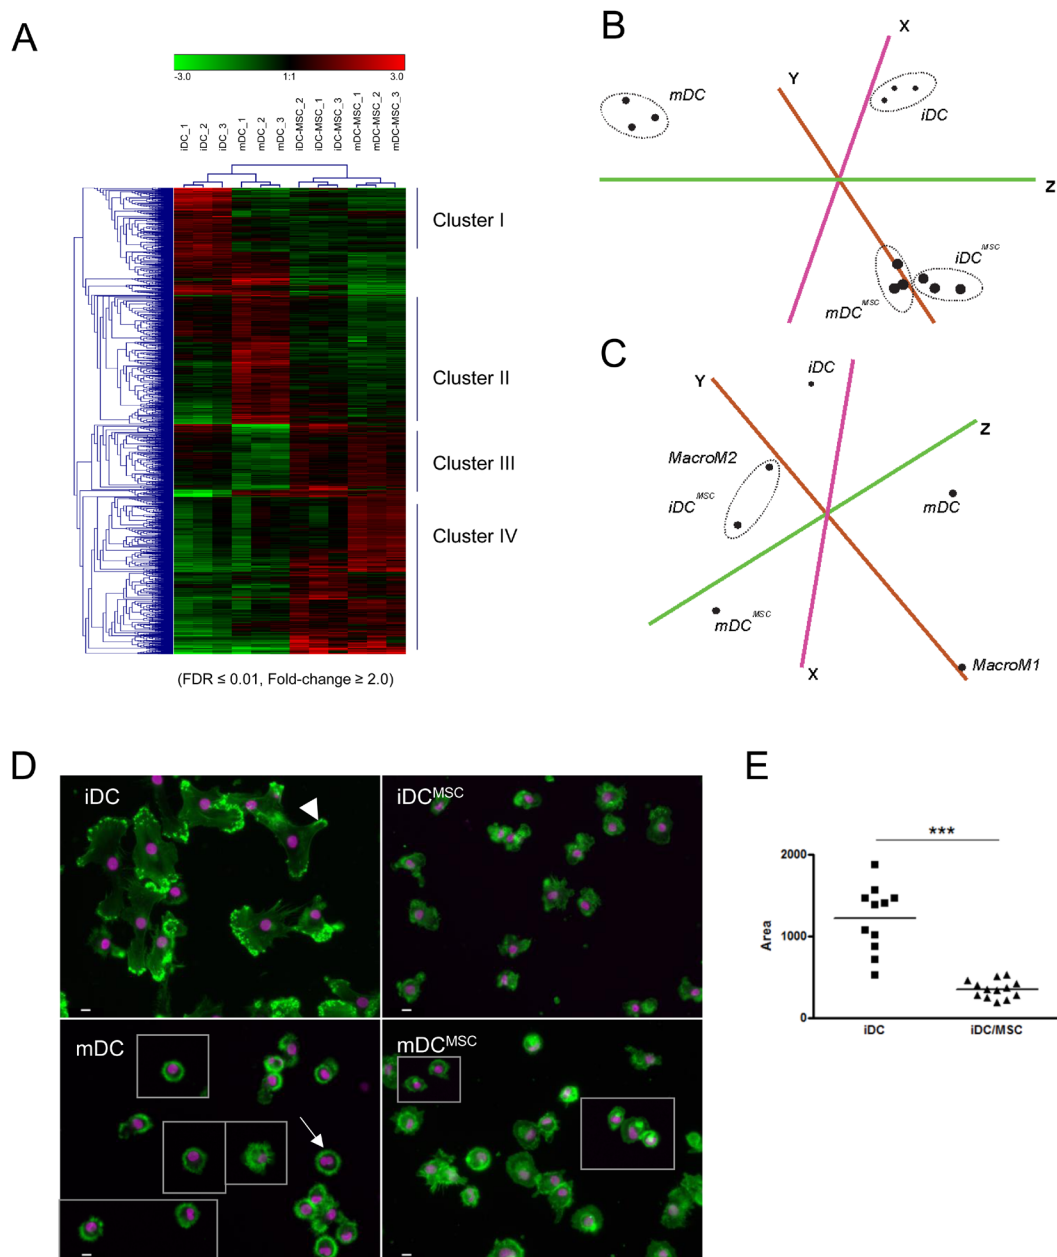 A
-3.0 1:1 3.0
iDC_1
iDC_2
iDC_3
mDC_1
mDC_2
mDC_3
iDC-MSC_2
iDC-MSC_1
iDC-MSC_3
mDC-MSC_1
mDC-MSC_2
mDC-MSC_3
Cluster I
Cluster II
Cluster III
Cluster IV
(FDR ≤ 0.01, Fold-change ≥ 2.0)
B
X
Y
mDC
iDC
Z
iDC^MSC
mDC^MSC
C
iDC
Y
Z
MacroM2
iDC^MSC
mDC
mDC^MSC
X
MacroM1
D
iDC
iDC^MSC
mDC
mDC^MSC
E
***
2000
1000
0
Area
iDC iDC/MSC